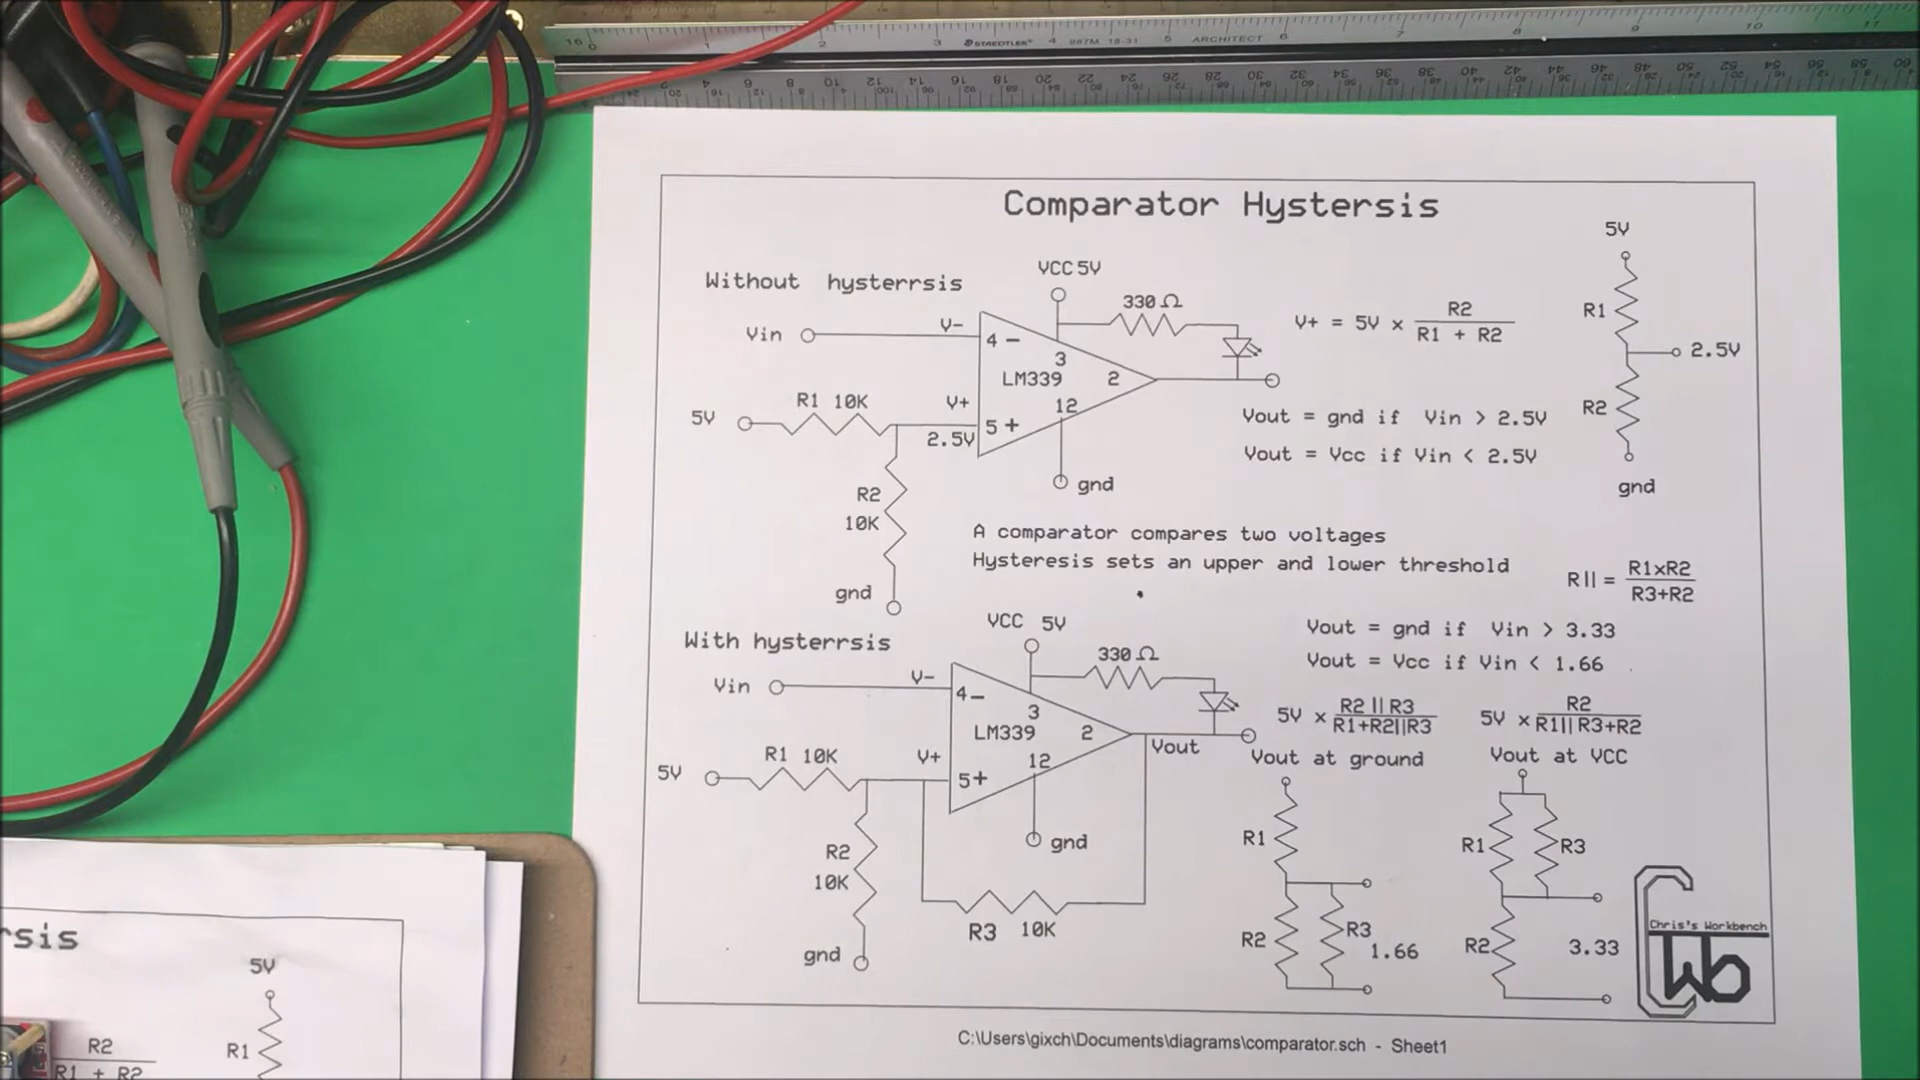 STAEDTLER 987M 18-31 ARCHITECT
Comparator Hystersis
Without hysterrsis
VCC 5V
330 Ω
Vin
V-
4 -
3
LM339
2
12
5V
R1 10K
V+
5 +
2.5V
R2
10K
gnd
gnd
V+ = 5V x R2
R1 + R2
Vout = gnd if Vin > 2.5V
Vout = Vcc if Vin < 2.5V
5V
R1
2.5V
R2
gnd
A comparator compares two voltages
Hysteresis sets an upper and lower threshold
R|| = R1xR2
R3+R2
With hysterrsis
VCC 5V
330 Ω
Vin
V-
4-
3
LM339
2
12
Vout
5V
R1 10K
V+
5+
R2
10K
gnd
gnd
R3 10K
Vout = gnd if Vin > 3.33
Vout = Vcc if Vin < 1.66
5V x R2 || R3
R1+R2||R3
Vout at ground
5V x R2
R1||R3+R2
Vout at VCC
R1
R2
R3
1.66
R1
R3
R2
3.33
Chris's Workbench
CWb
C:\Users\gixch\Documents\diagrams\comparator.sch - Sheet1
rsis
5V
R1
R2
R1 + R2